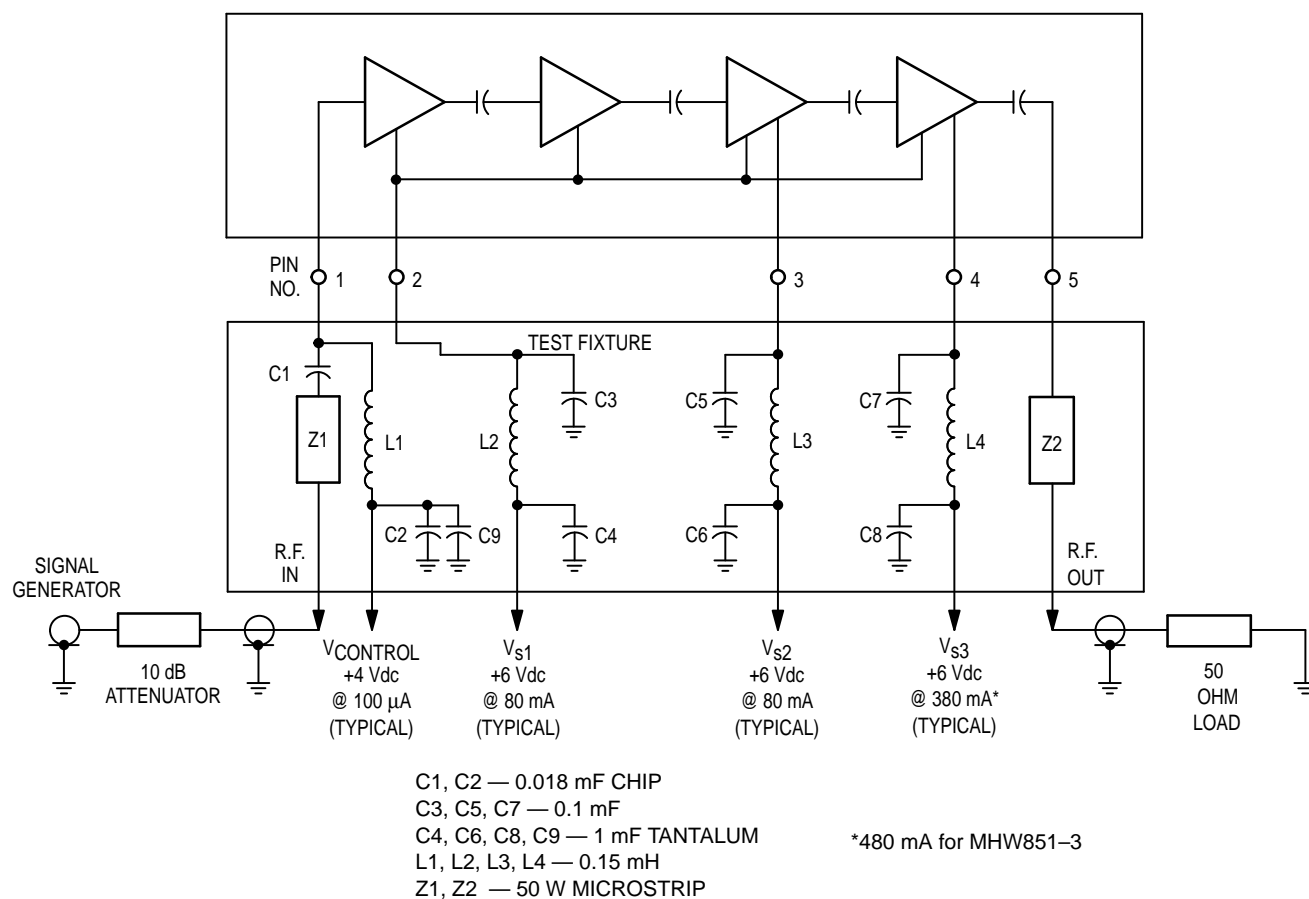 PIN
NO.
1
2
3
4
5
TEST FIXTURE
C1
Z1
L1
L2
C3
C5
L3
C7
L4
Z2
C2
C9
C4
C6
C8
R.F.
IN
R.F.
OUT
SIGNAL
GENERATOR
10 dB
ATTENUATOR
VCONTROL
+4 Vdc
@ 100 μA
(TYPICAL)
Vs1
+6 Vdc
@ 80 mA
(TYPICAL)
Vs2
+6 Vdc
@ 80 mA
(TYPICAL)
Vs3
+6 Vdc
@ 380 mA*
(TYPICAL)
50
OHM
LOAD
C1, C2 — 0.018 mF CHIP
C3, C5, C7 — 0.1 mF
C4, C6, C8, C9 — 1 mF TANTALUM
L1, L2, L3, L4 — 0.15 mH
Z1, Z2 — 50 W MICROSTRIP
*480 mA for MHW851–3